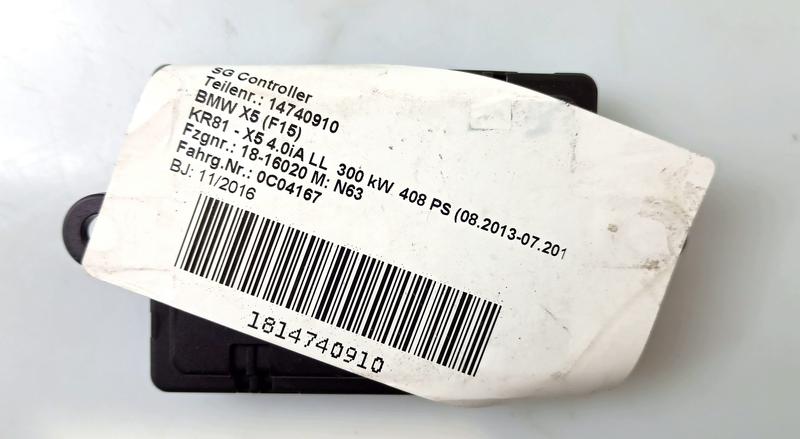 SG Controller
Teilenr.: 14740910
BMW X5 (F15)
KR81 - X5 4.0iA LL 300 kW 408 PS (08.2013-07.201
Fzgnr.: 18-16020 M: N63
Fahrg.Nr.: 0C04167
BJ: 11/2016
1814740910